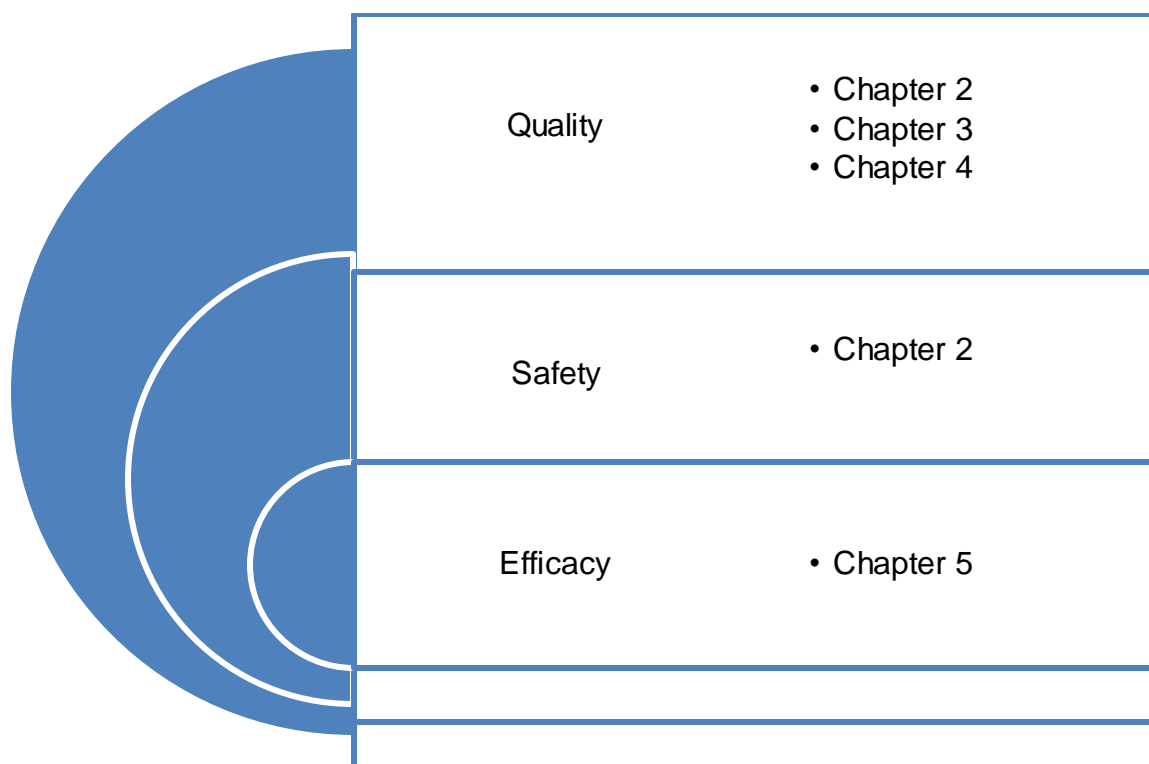 Quality
• Chapter 2
• Chapter 3
• Chapter 4
Safety
• Chapter 2
Efficacy
• Chapter 5